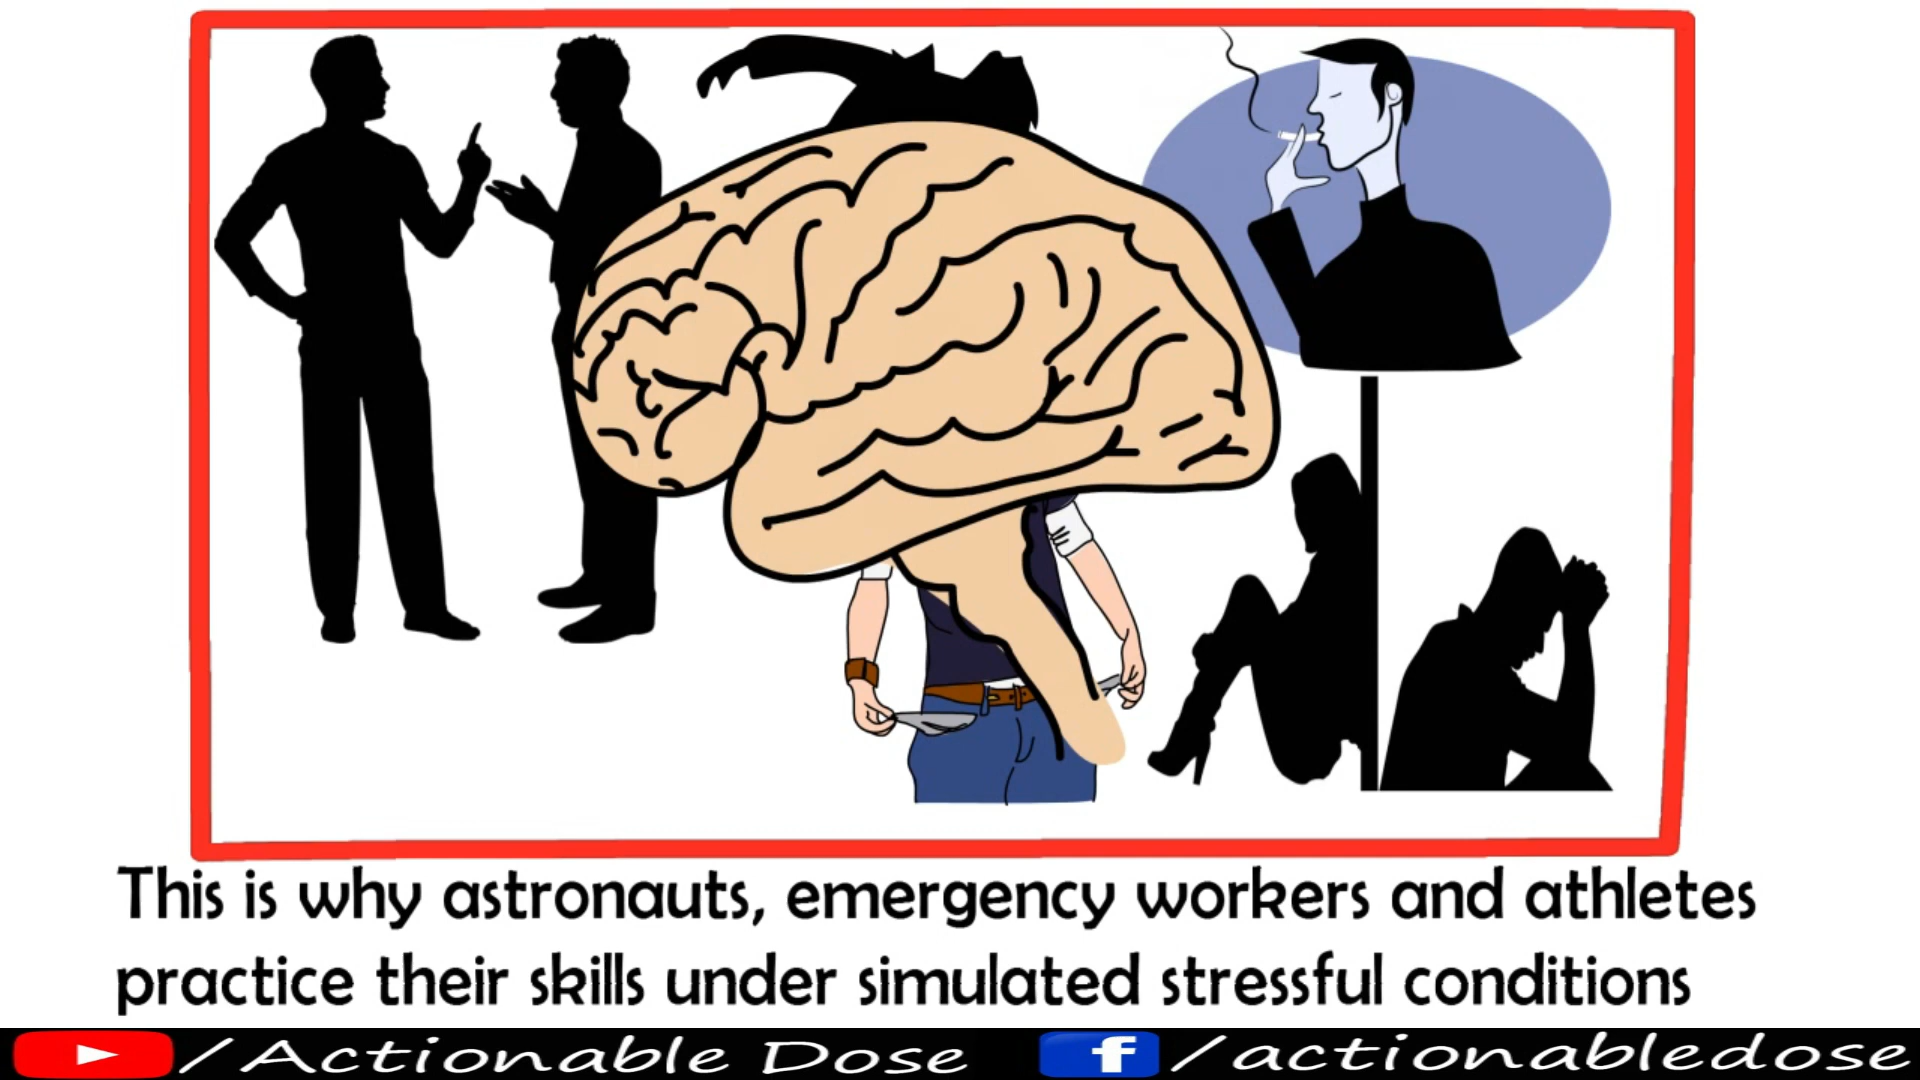 This is why astronauts, emergency workers and athletes
practice their skills under simulated stressful conditions
/Actionable Dose f /actionabledose